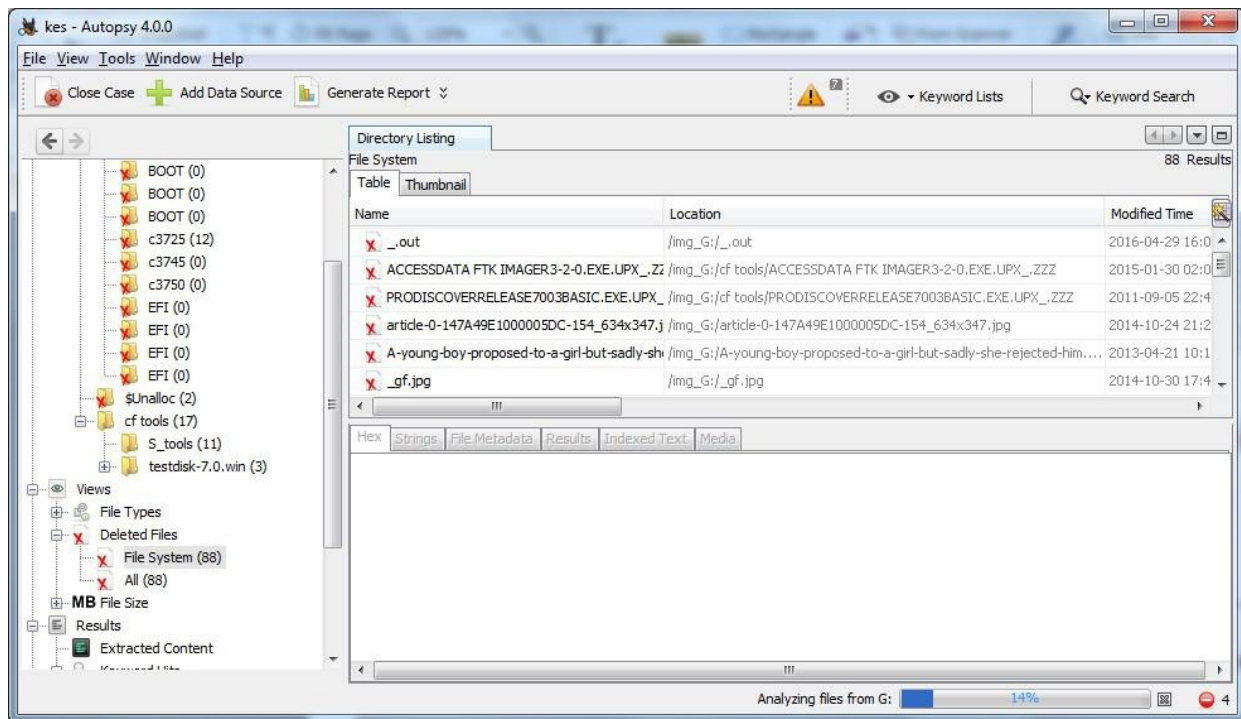 kes - Autopsy 4.0.0
File View Tools Window Help
Close Case Add Data Source Generate Report 7 Keyword Lists Keyword Search
BOOT (0)
BOOT (0)
BOOT (0)
c3725 (12)
c3745 (0)
c3750 (0)
EFI (0)
EFI (0)
EFI (0)
EFI (0)
$Unalloc (2)
cf tools (17)
S_tools (11)
testdisk-7.0.win (3)
Views
File Types
Deleted Files
File System (88)
All (88)
MB File Size
Results
Extracted Content
Directory Listing
File System 88 Results
Table Thumbnail
Name Location Modified Time
_.out /img_G:/_.out 2016-04-29 16:0
ACCESSDATA FTK IMAGER3-2-0.EXE.UPX_.ZZ /img_G:/cf tools/ACCESSDATA FTK IMAGER3-2-0.EXE.UPX_.ZZZ 2015-01-30 02:0
PRODISCOVERRELEASE7003BASIC.EXE.UPX_ /img_G:/cf tools/PRODISCOVERRELEASE7003BASIC.EXE.UPX_.ZZZ 2011-09-05 22:4
article-0-147A49E1000005DC-154_634x347.j /img_G:/article-0-147A49E1000005DC-154_634x347.jpg 2014-10-24 21:2
A-young-boy-proposed-to-a-girl-but-sadly-sh /img_G:/A-young-boy-proposed-to-a-girl-but-sadly-she-rejected-him.... 2013-04-21 10:1
_gf.jpg /img_G:/_gf.jpg 2014-10-30 17:4
Hex Strings File Metadata Results Indexed Text Media
Analyzing files from G: 14% 4